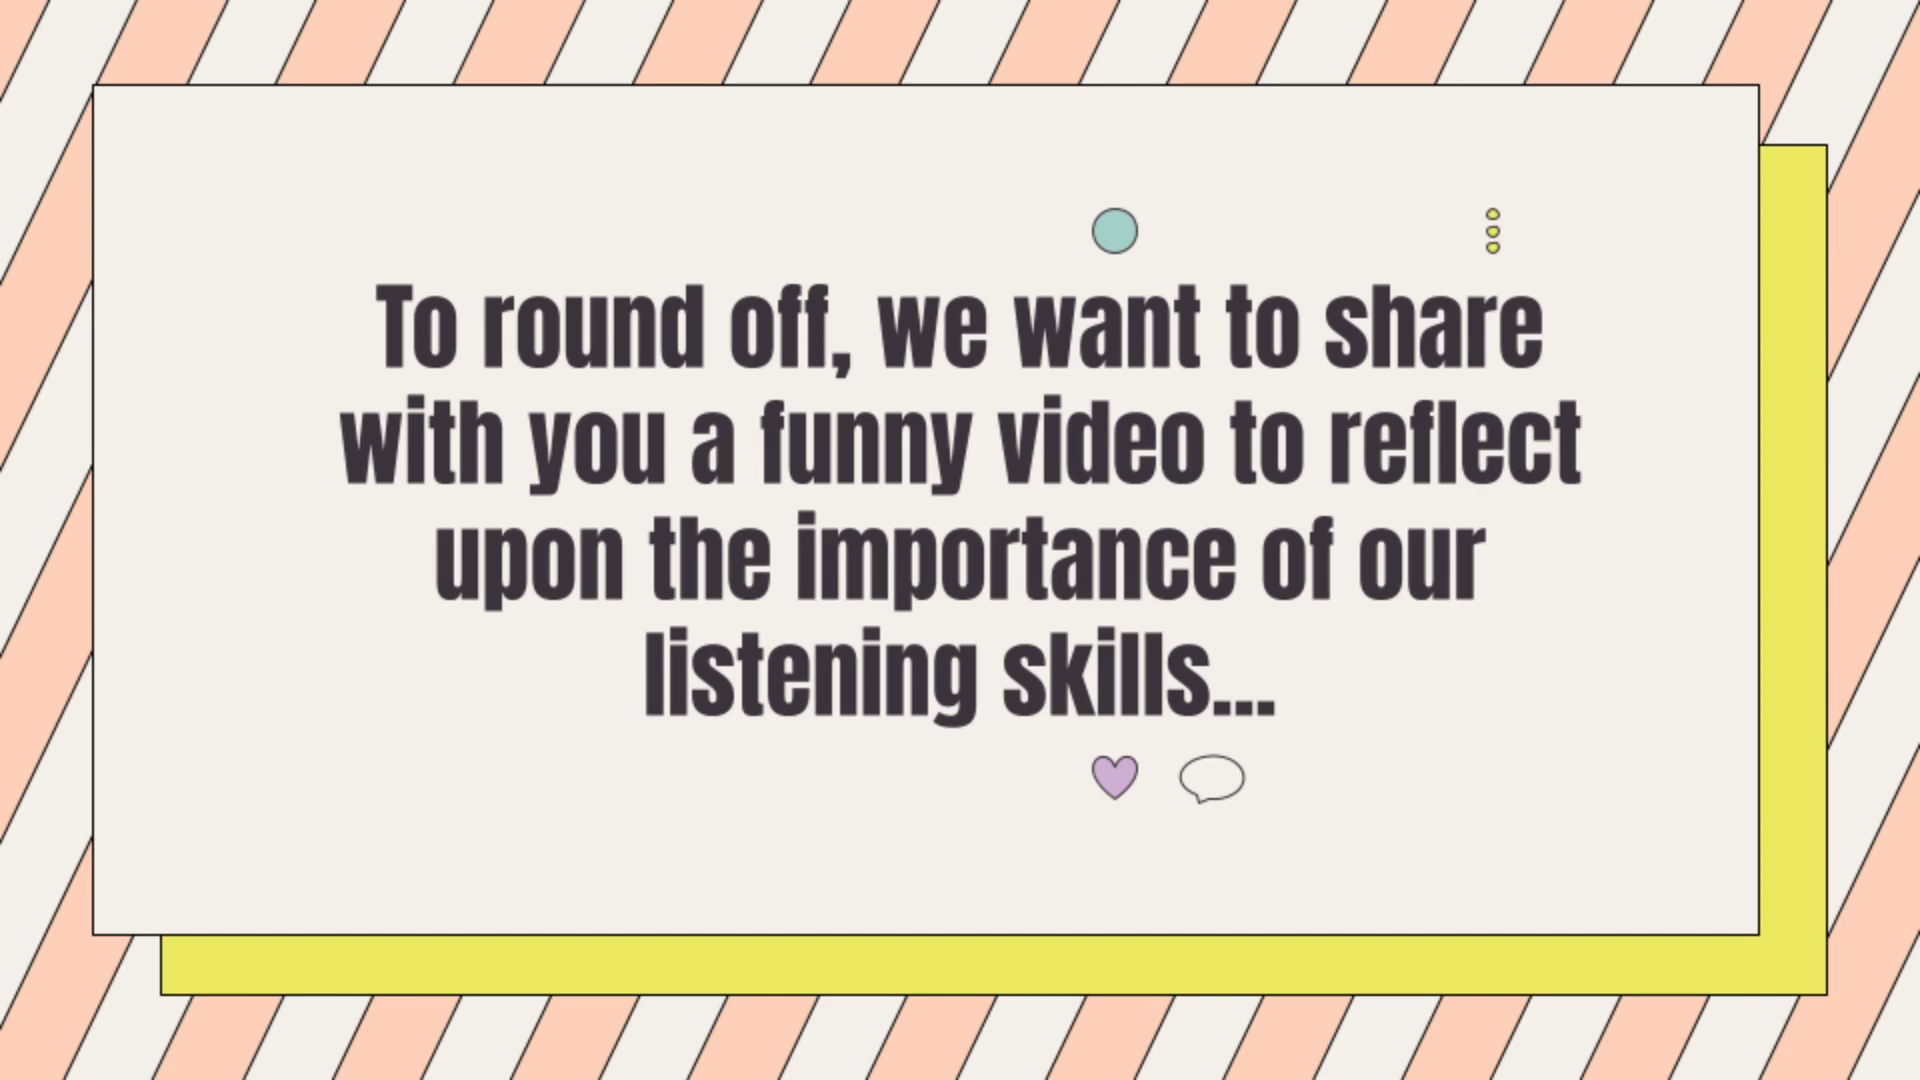 To round off, we want to share
with you a funny video to reflect
upon the importance of our
listening skills...